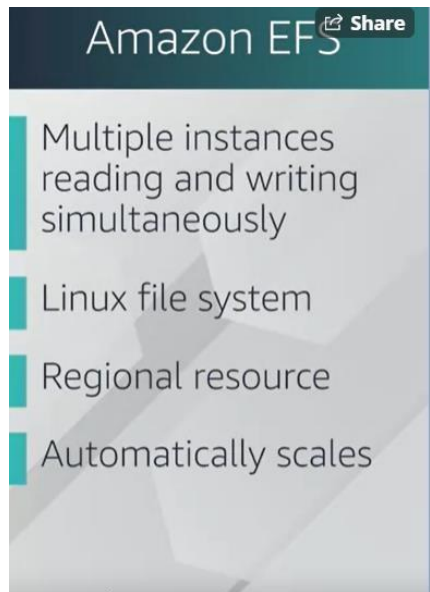 Amazon EFS
Share
Multiple instances
reading and writing
simultaneously
Linux file system
Regional resource
Automatically scales